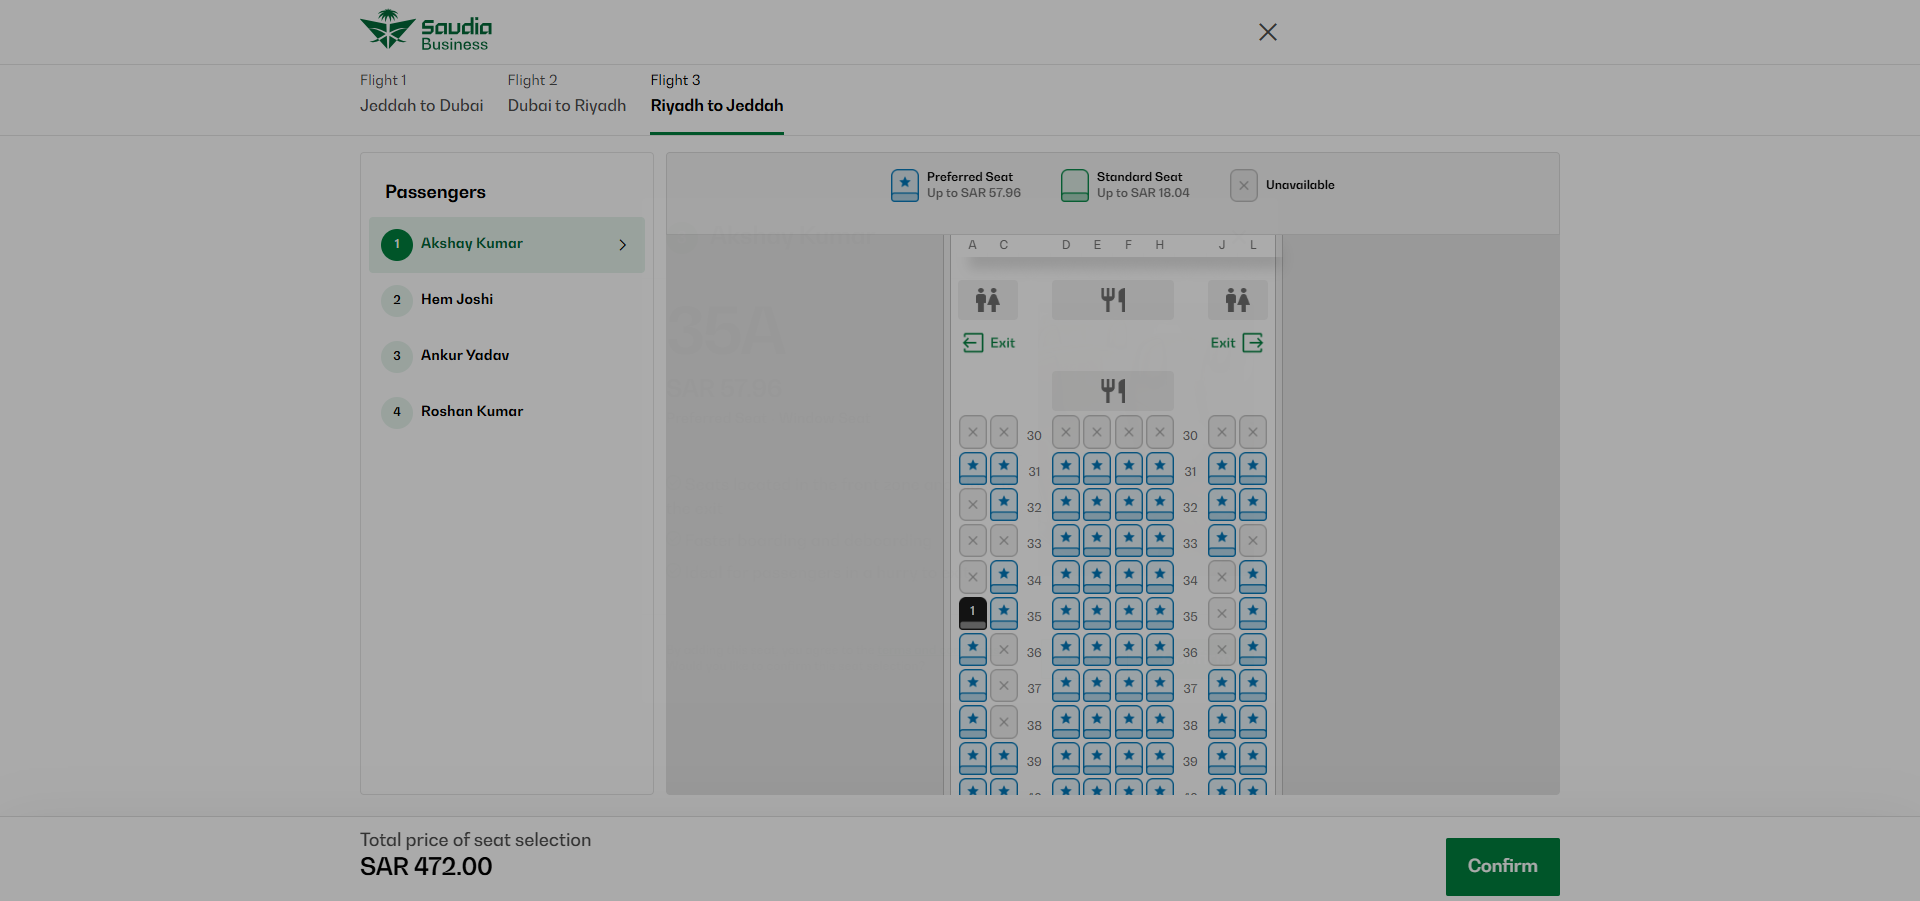 Saudia
Business
Flight 1
Jeddah to Dubai
Flight 2
Dubai to Riyadh
Flight 3
Riyadh to Jeddah
Passengers
1 Akshay Kumar
2 Hem Joshi
3 Ankur Yadav
4 Roshan Kumar
Preferred Seat
Up to SAR 57.96
Standard Seat
Up to SAR 18.04
Unavailable
35A
A C D E F H J L
Exit Exit
30 30
31 31
32 32
33 33
34 34
1 35 35
36 36
37 37
38 38
39 39
Total price of seat selection
SAR 472.00
Confirm